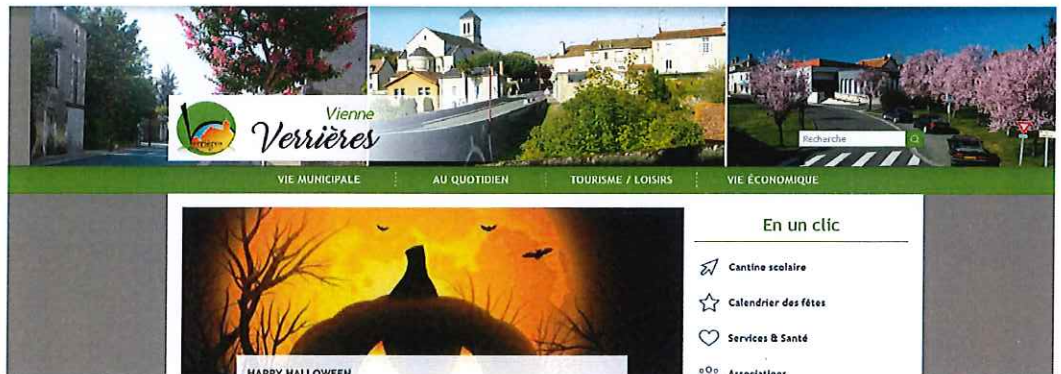 Vienne
Verrières
Recherche
VIE MUNICIPALE
AU QUOTIDIEN
TOURISME / LOISIRS
VIE ÉCONOMIQUE
En un clic
Cantine scolaire
Calendrier des fêtes
Services & Santé
HAPPY HALLOWEEN
Associations